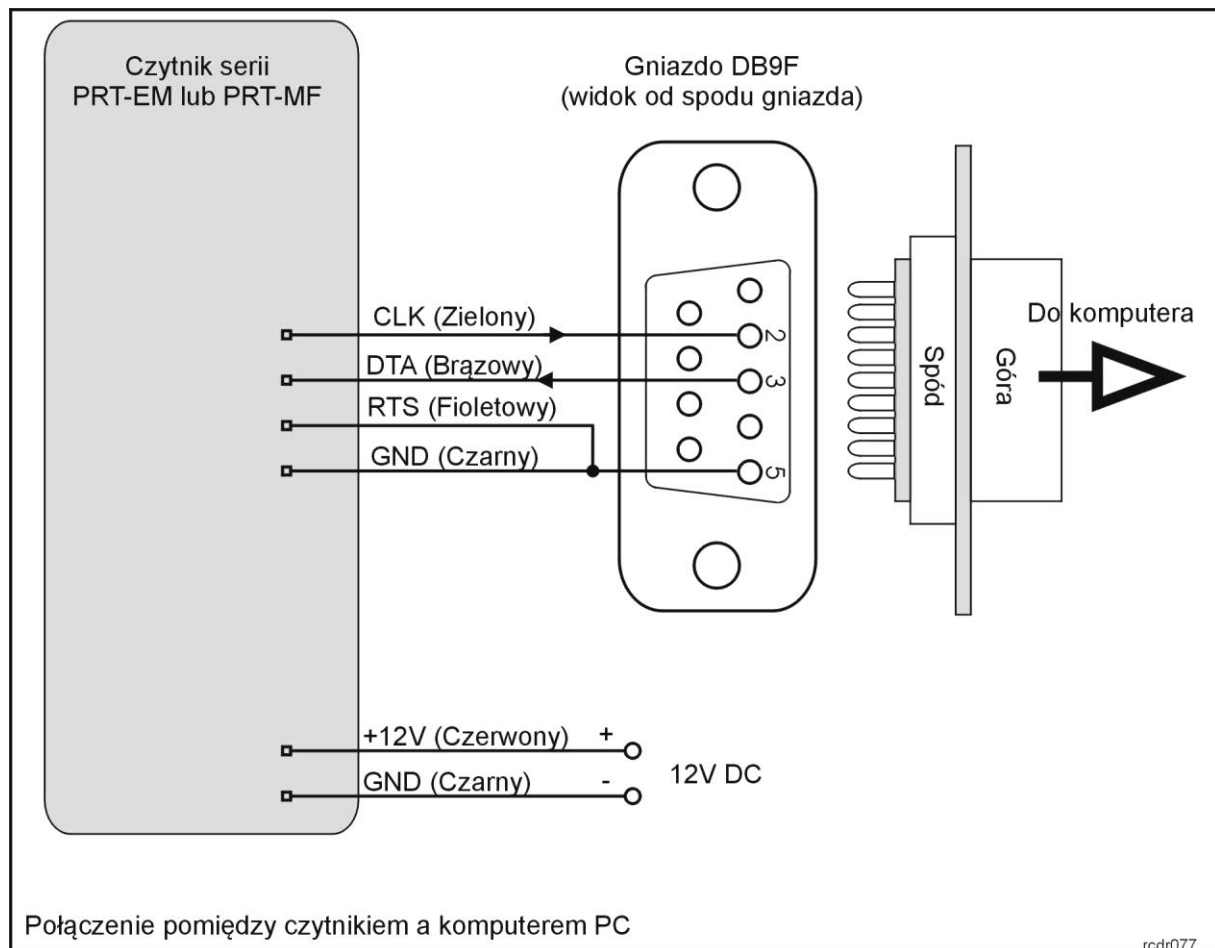 Czytnik serii
PRT-EM lub PRT-MF
Gniazdo DB9F
(widok od spodu gniazda)
CLK (Zielony)
DTA (Brązowy)
RTS (Fioletowy)
GND (Czarny)
2
3
5
Spód
Góra
Do komputera
+12V (Czerwony) +
GND (Czarny) -
12V DC
Połączenie pomiędzy czytnikiem a komputerem PC
rcdr077